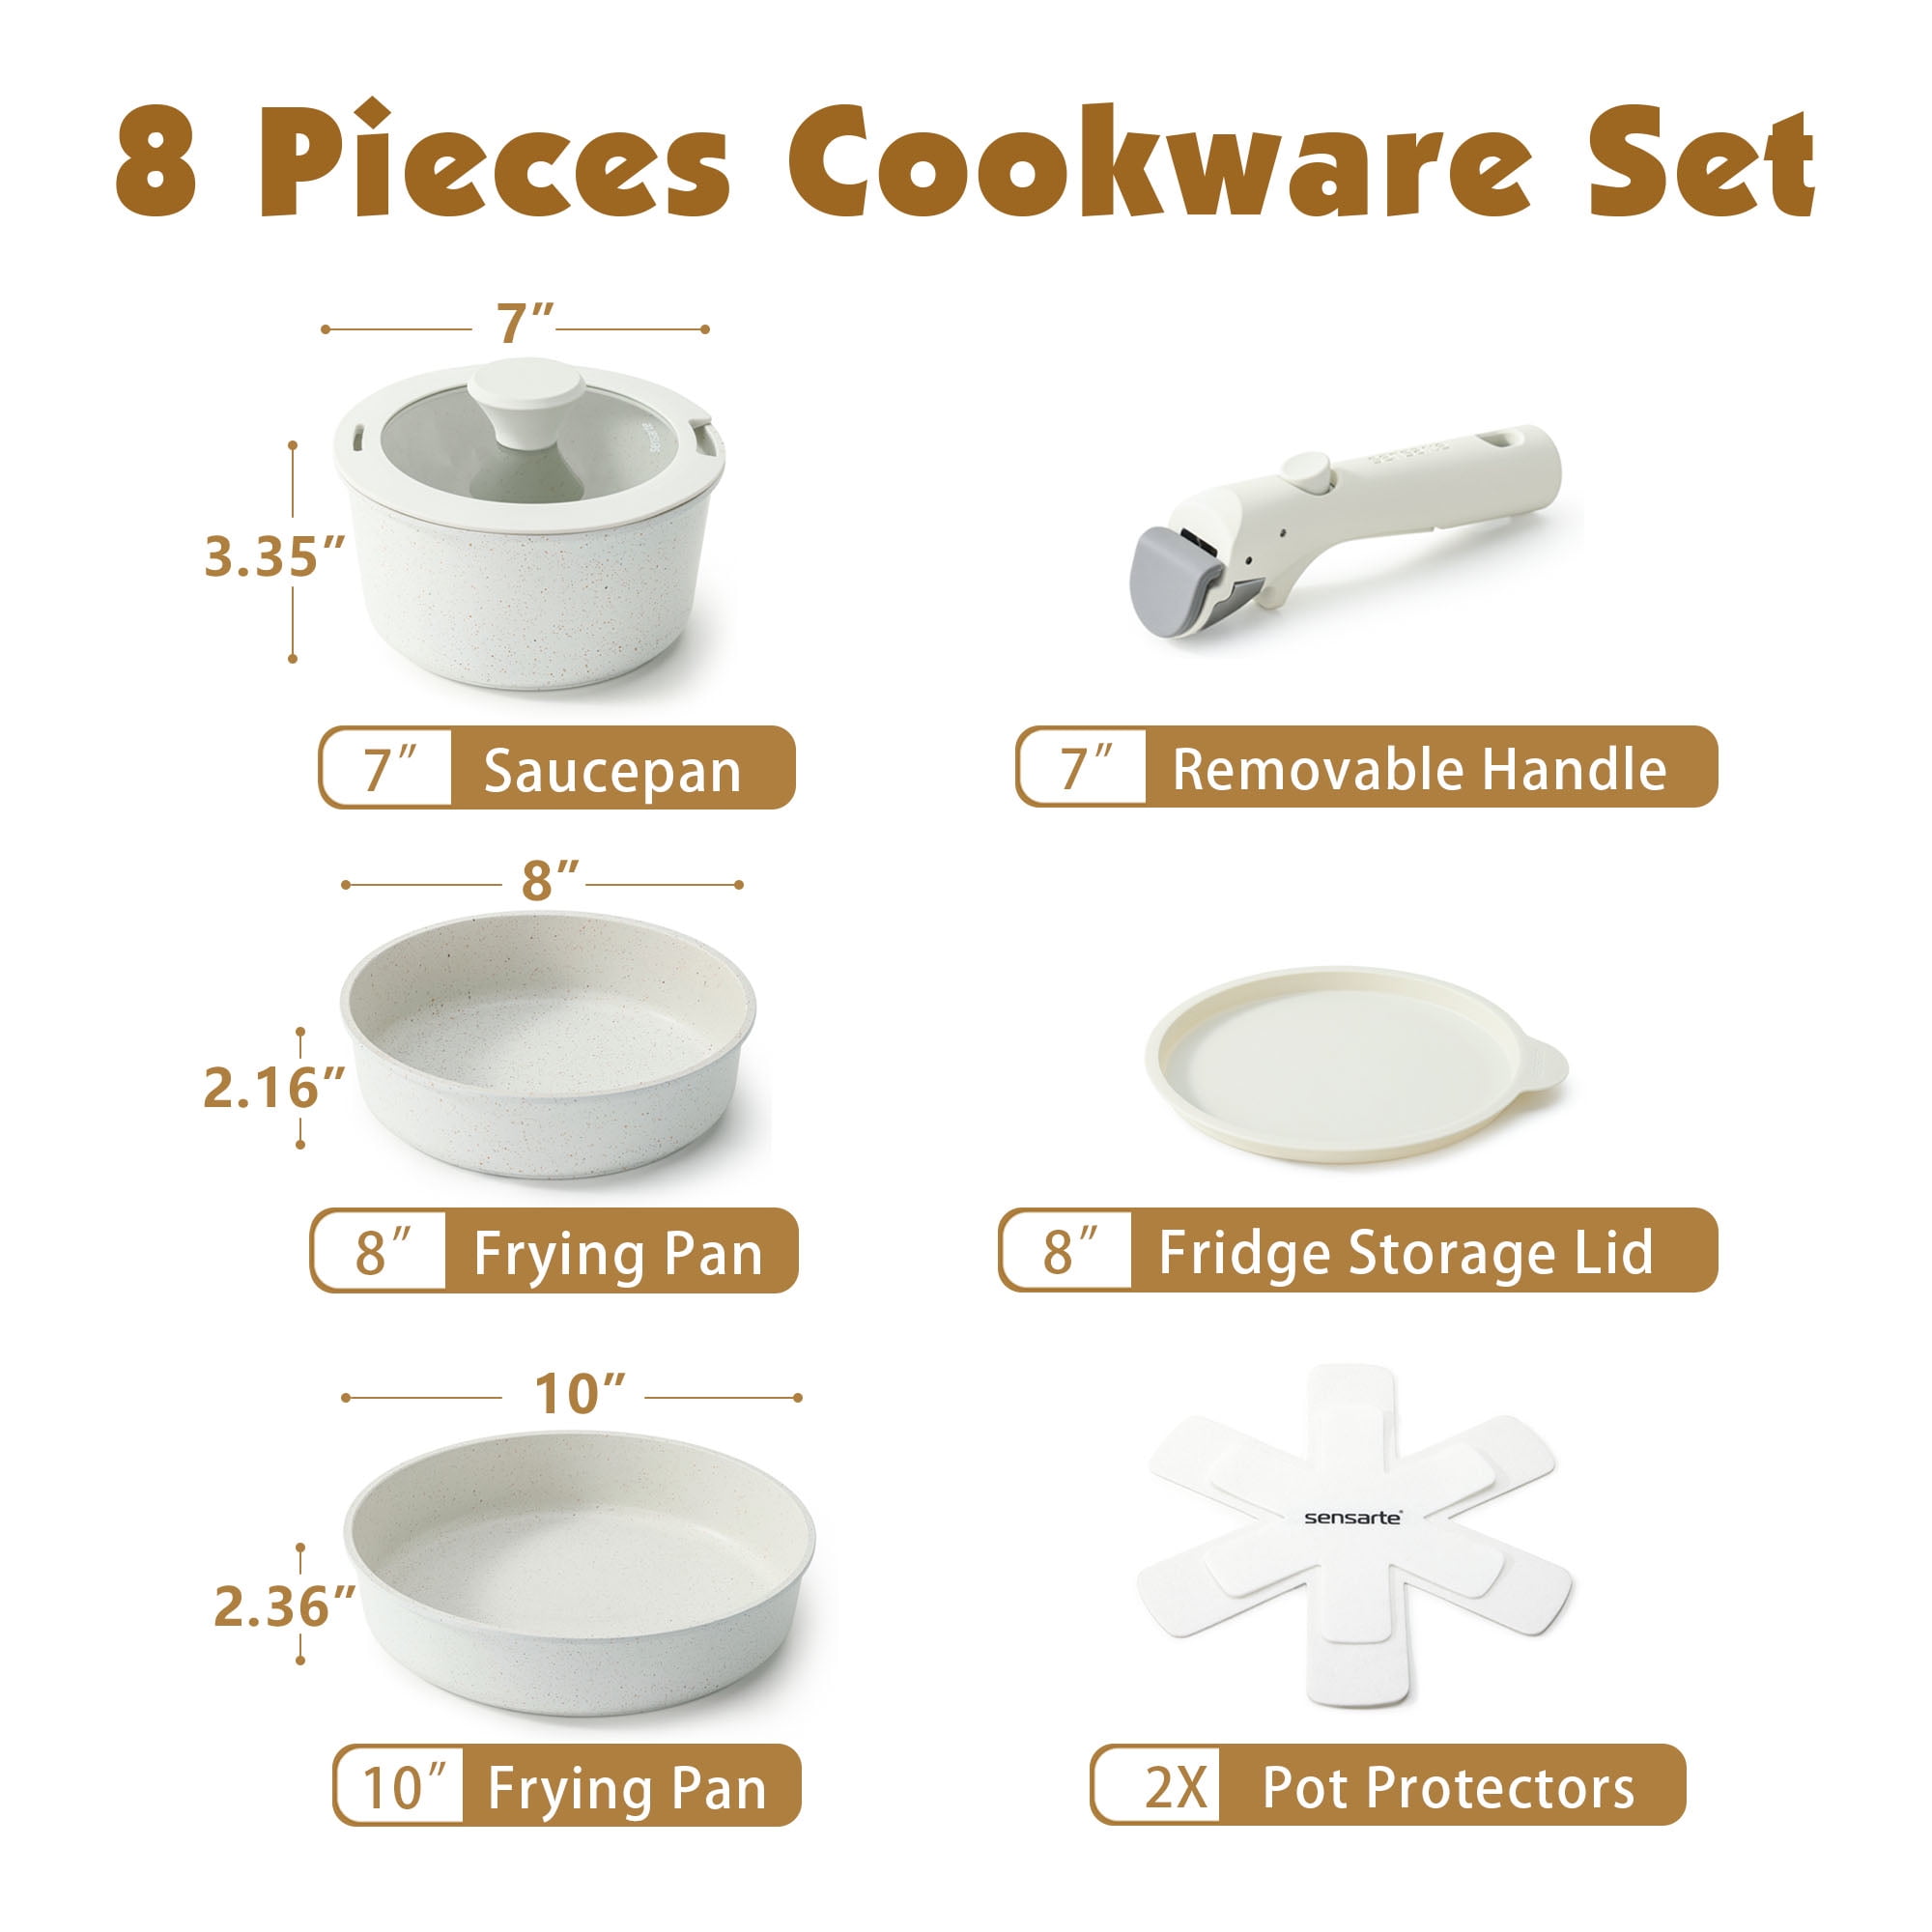 8 Pieces Cookware Set
7″
3.35″
7″ Saucepan
7″ Removable Handle
8″
2.16″
8″ Frying Pan
8″ Fridge Storage Lid
10″
2.36″
sensarte®
10″ Frying Pan
2X Pot Protectors